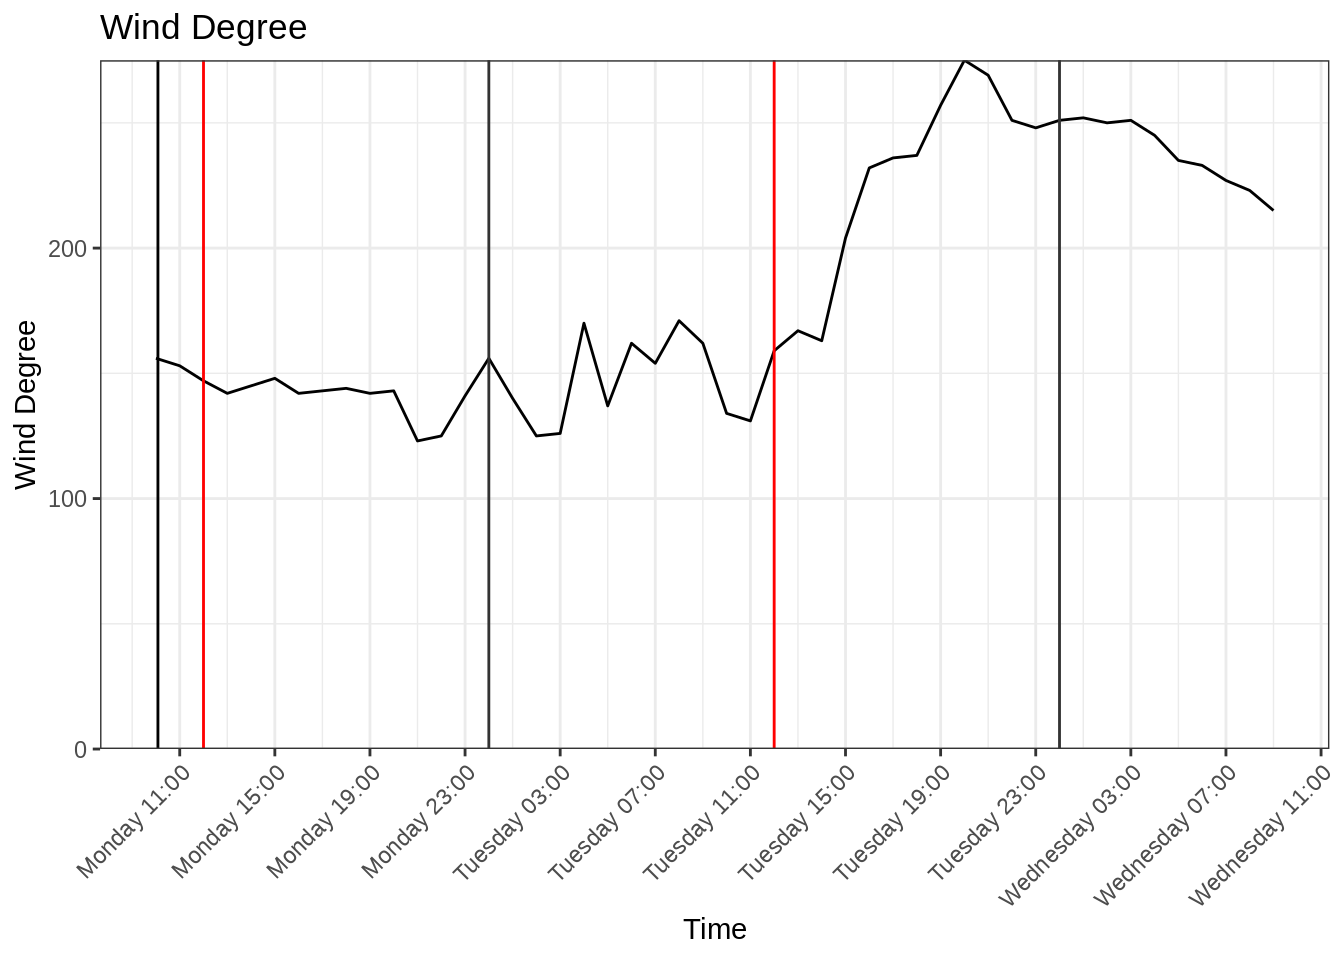 Wind Degree
Wind Degree
200
100
0
Monday 11:00
Monday 15:00
Monday 19:00
Monday 23:00
Tuesday 03:00
Tuesday 07:00
Tuesday 11:00
Tuesday 15:00
Tuesday 19:00
Tuesday 23:00
Wednesday 03:00
Wednesday 07:00
Wednesday 11:00
Time